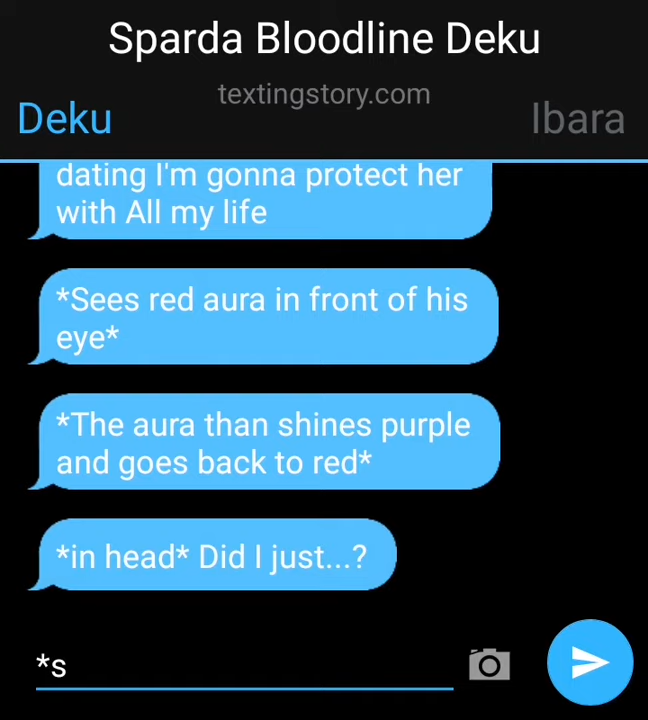 Sparda Bloodline Deku
textingstory.com
Deku
Ibara
dating I'm gonna protect her
with All my life
*Sees red aura in front of his
eye*
*The aura than shines purple
and goes back to red*
*in head* Did I just...?
*s